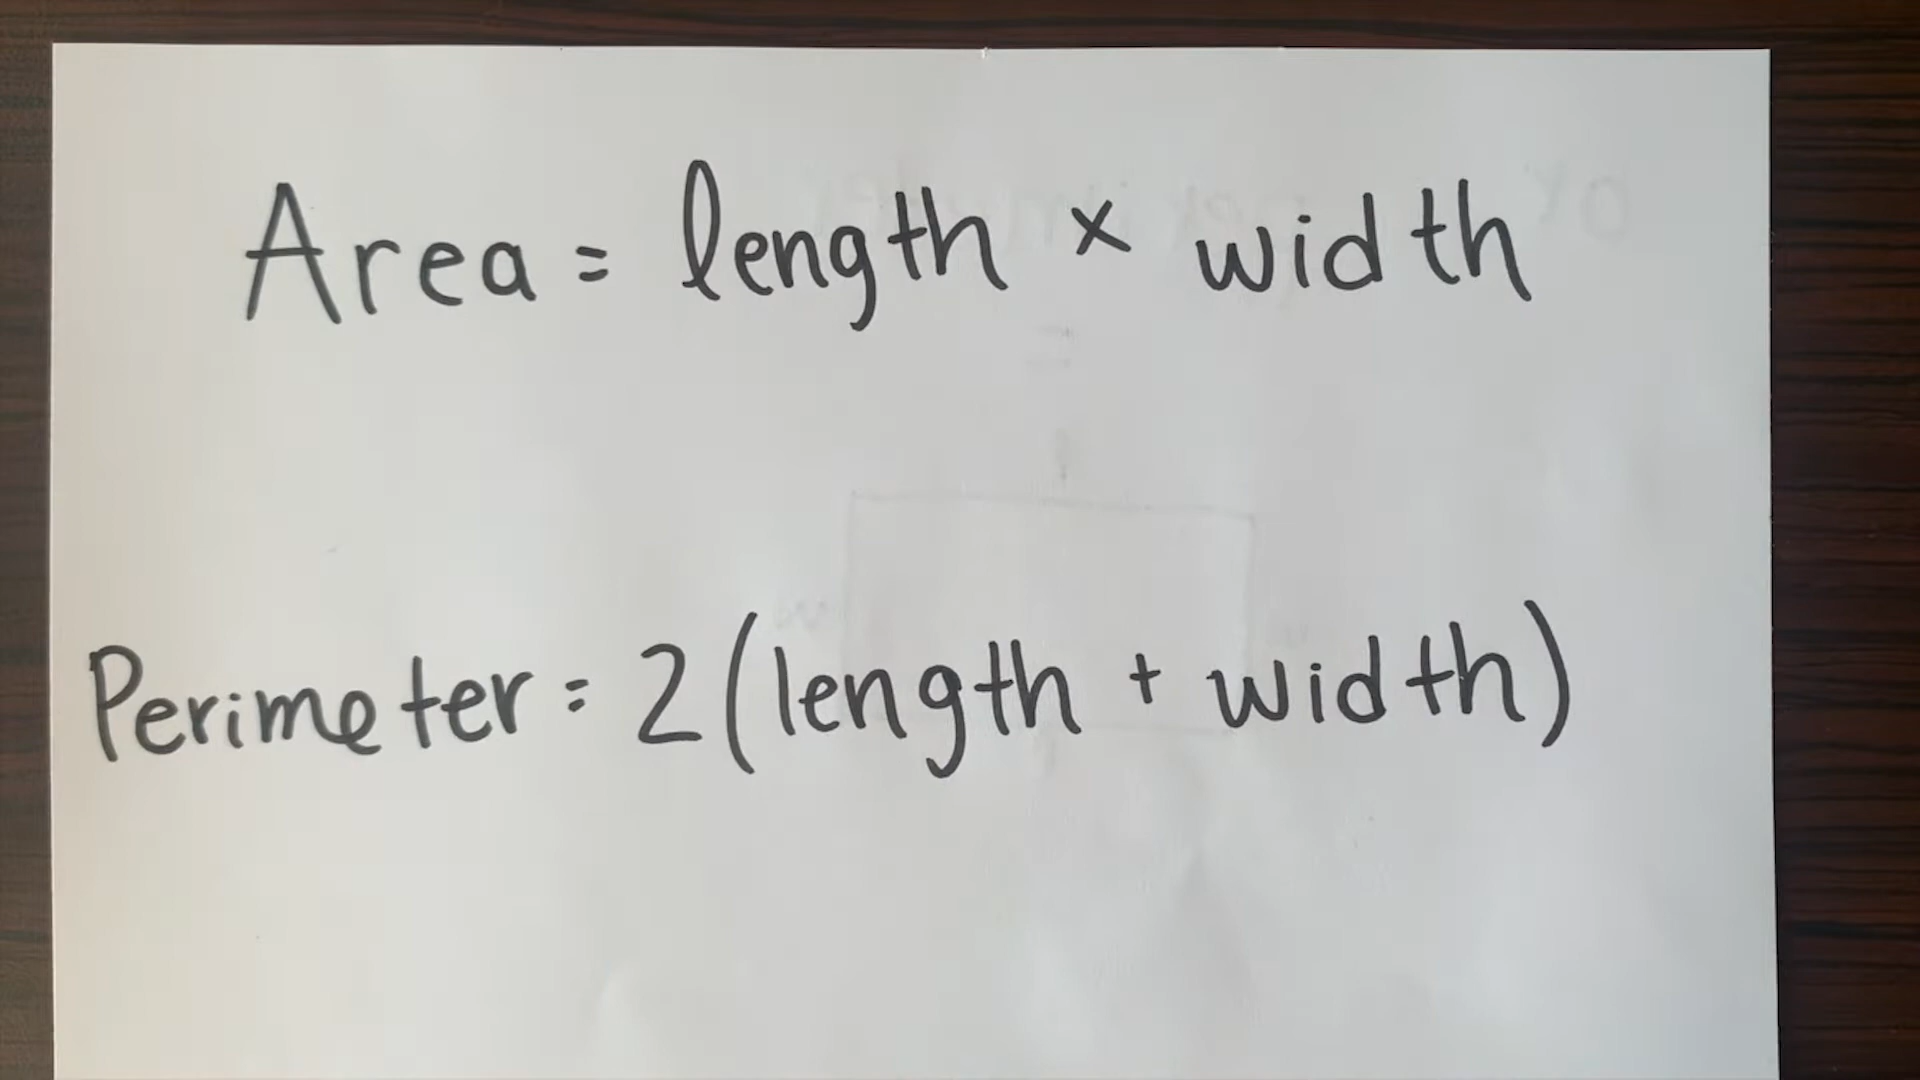 Area = length × width
Perimeter = 2(length + width)